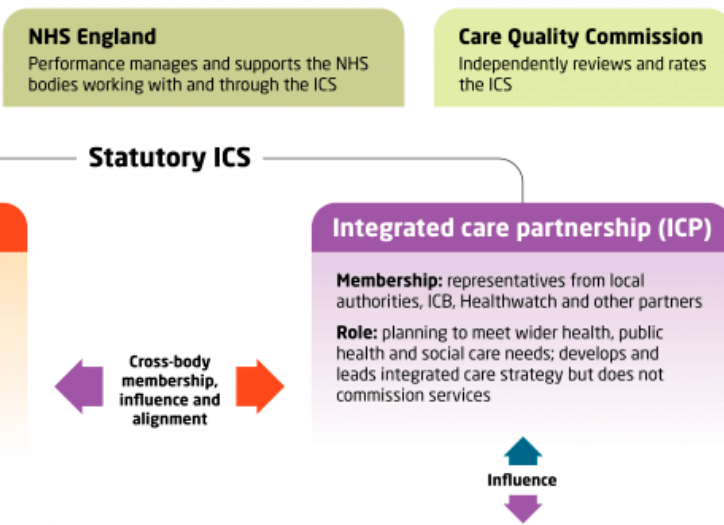 NHS England
Performance manages and supports the NHS
bodies working with and through the ICS
Care Quality Commission
Independently reviews and rates
the ICS
Statutory ICS
Integrated care partnership (ICP)
Membership: representatives from local
authorities, ICB, Healthwatch and other partners
Role: planning to meet wider health, public
health and social care needs; develops and
leads integrated care strategy but does not
commission services
Cross-body
membership,
influence and
alignment
Influence